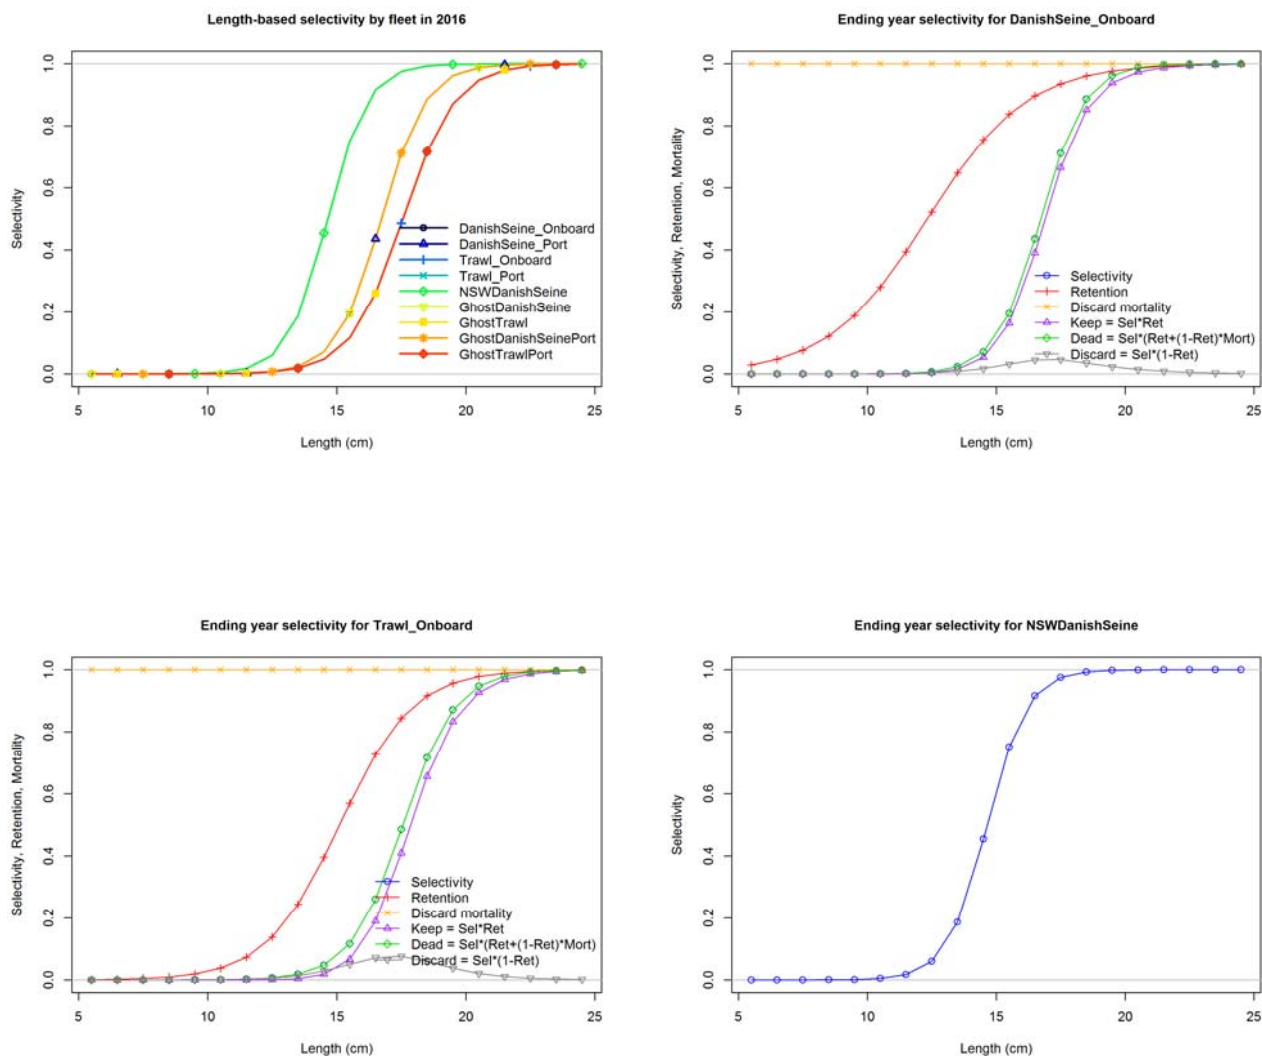 Length-based selectivity by fleet in 2016
Selectivity
1.0
0.8
0.6
0.4
0.2
0.0
DanishSeine_Onboard
DanishSeine_Port
Trawl_Onboard
Trawl_Port
NSWDanishSeine
GhostDanishSeine
GhostTrawl
GhostDanishSeinePort
GhostTrawlPort
5 10 15 20 25
Length (cm)
Ending year selectivity for DanishSeine_Onboard
Selectivity, Retention, Mortality
1.0
0.8
0.6
0.4
0.2
0.0
Selectivity
Retention
Discard mortality
Keep = Sel*Ret
Dead = Sel*(Ret+(1-Ret)*Mort)
Discard = Sel*(1-Ret)
5 10 15 20 25
Length (cm)
Ending year selectivity for Trawl_Onboard
Selectivity, Retention, Mortality
1.0
0.8
0.6
0.4
0.2
0.0
Selectivity
Retention
Discard mortality
Keep = Sel*Ret
Dead = Sel*(Ret+(1-Ret)*Mort)
Discard = Sel*(1-Ret)
5 10 15 20 25
Length (cm)
Ending year selectivity for NSWDanishSeine
Selectivity
1.0
0.8
0.6
0.4
0.2
0.0
5 10 15 20 25
Length (cm)